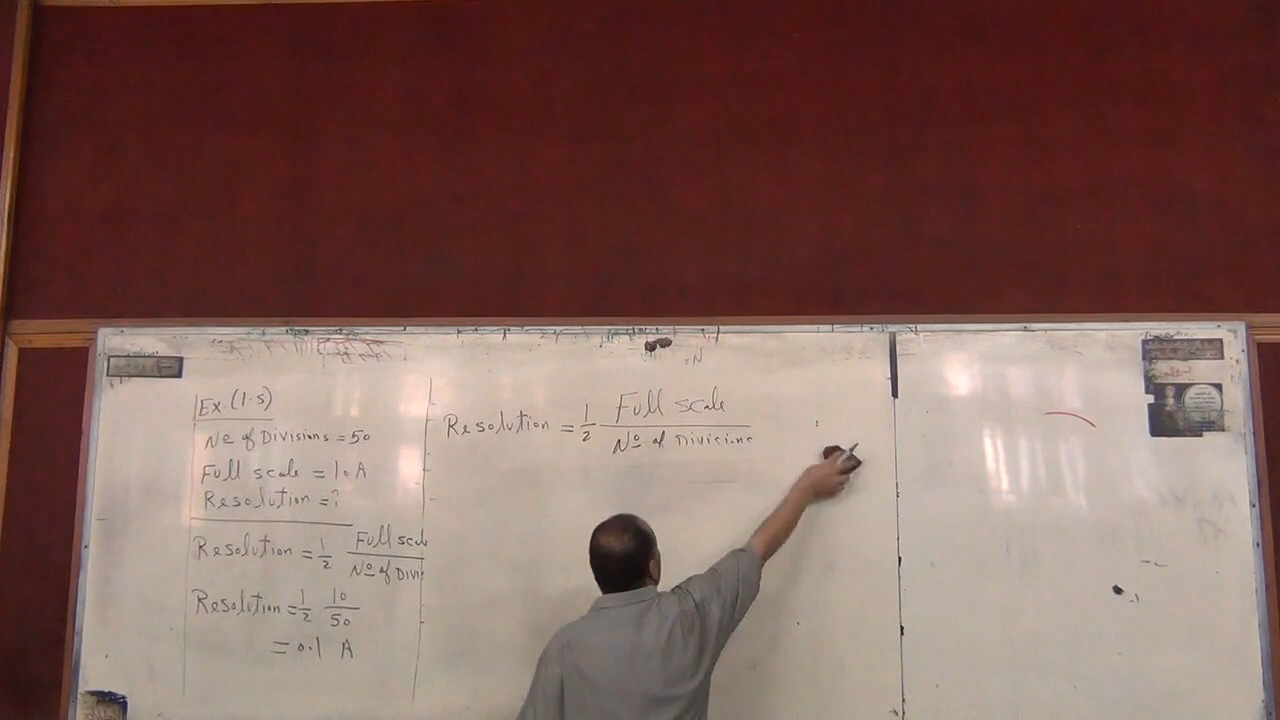 Ex. (1.5)
No of Divisions = 50
Full scale = 10 A
Resolution = ?
Resolution = 1/2 Full scale / No of Divis
Resolution = 1/2 10/50
= 0.1 A
Resolution = 1/2 Full scale / No of Divisions